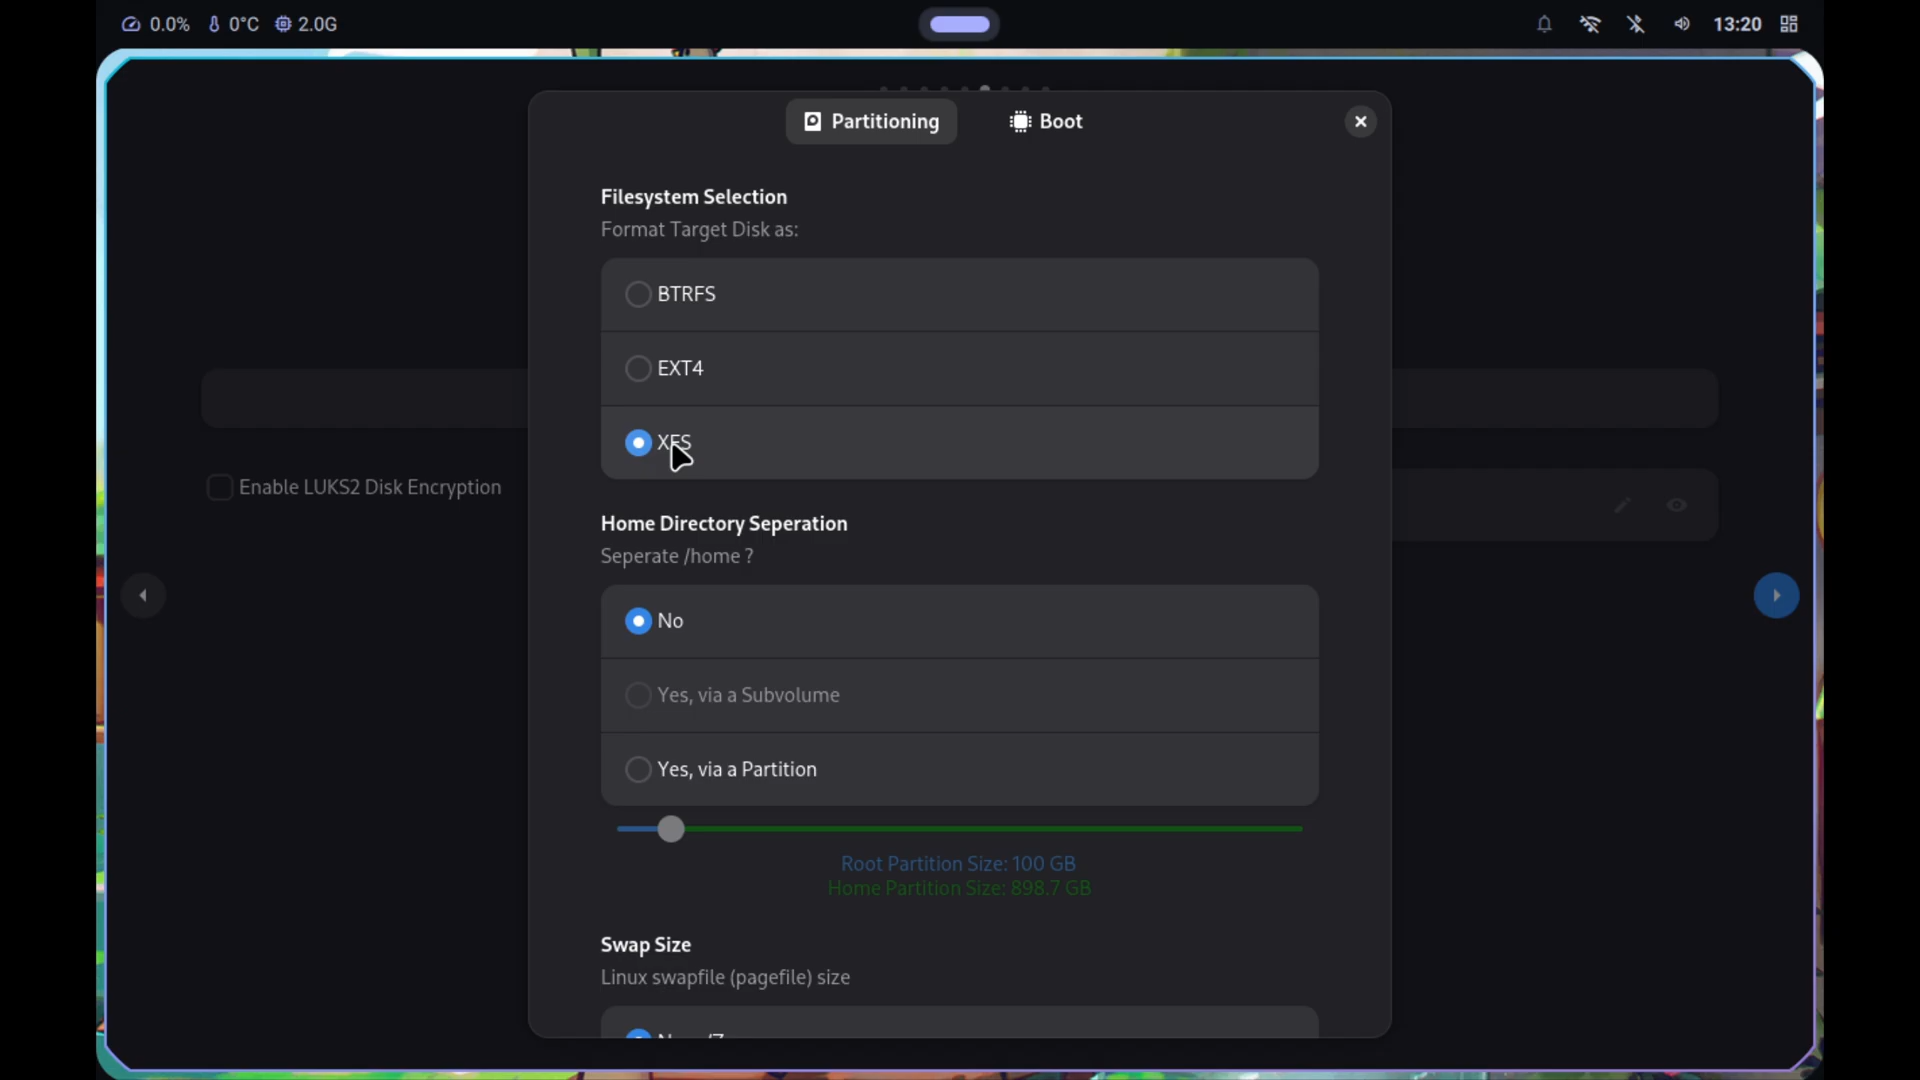 0.0% 0°C 2.0G
13:20
Partitioning Boot
Filesystem Selection
Format Target Disk as:
BTRFS
EXT4
XFS
Enable LUKS2 Disk Encryption
Home Directory Seperation
Seperate /home ?
No
Yes, via a Subvolume
Yes, via a Partition
Root Partition Size: 100 GB
Home Partition Size: 898.7 GB
Swap Size
Linux swapfile (pagefile) size